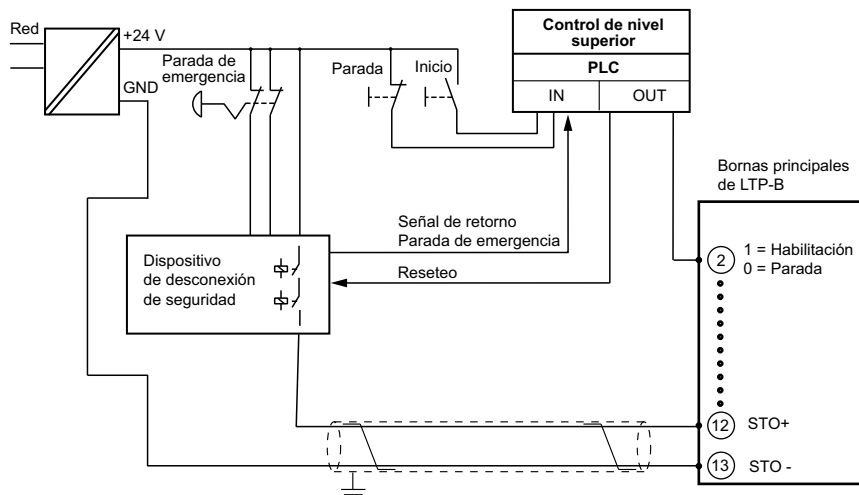 Red
+24 V
GND
Parada de
emergencia
Parada
Inicio
Control de nivel
superior
PLC
IN
OUT
Bornas principales
de LTP-B
Señal de retorno
Parada de emergencia
Reseteo
Dispositivo
de desconexión
de seguridad
2
1 = Habilitación
0 = Parada
12
STO+
13
STO -